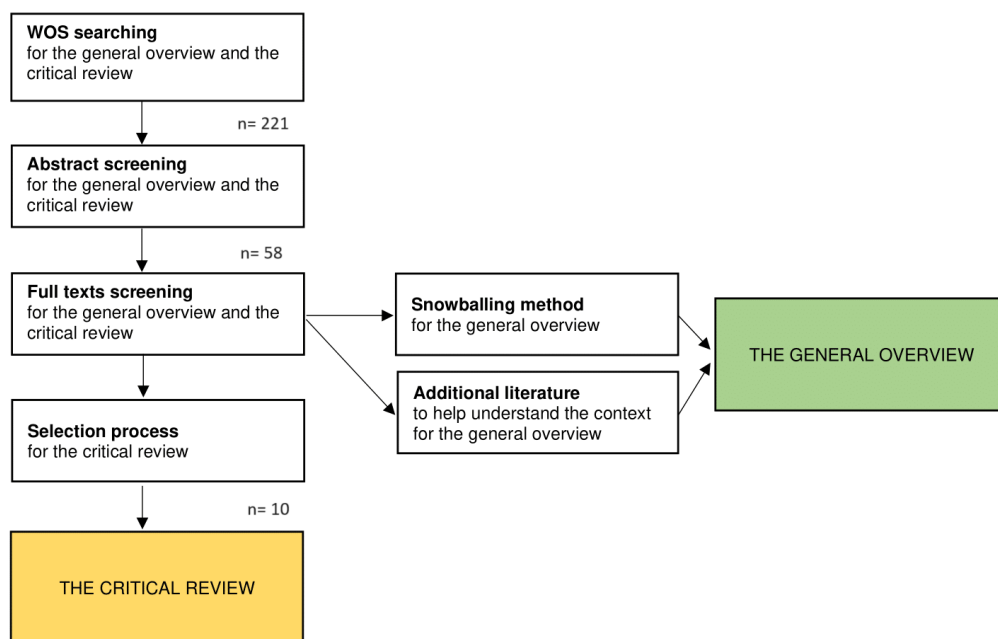 WOS searching
for the general overview and the
critical review
n= 221
Abstract screening
for the general overview and the
critical review
n= 58
Full texts screening
for the general overview and the
critical review
Snowballing method
for the general overview
THE GENERAL OVERVIEW
Additional literature
to help understand the context
for the general overview
Selection process
for the critical review
n= 10
THE CRITICAL REVIEW